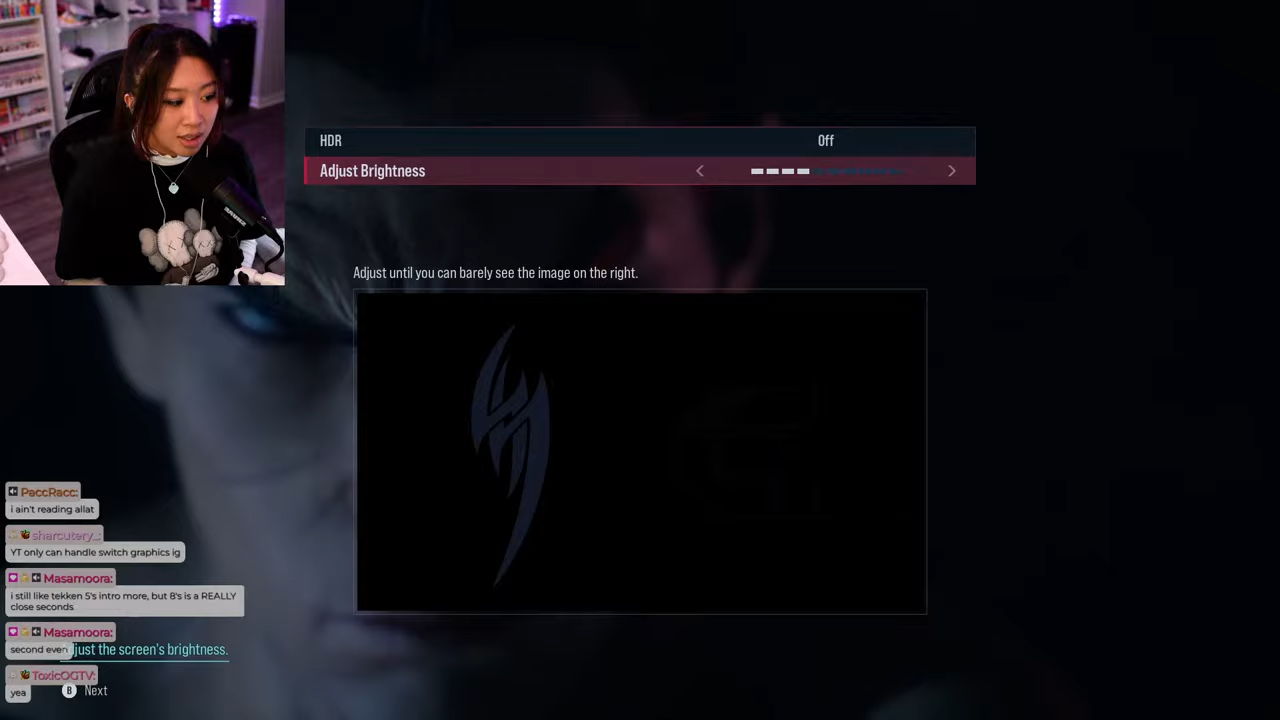 HDR
Off
Adjust Brightness
Adjust until you can barely see the image on the right.
PaccRacc:
i ain't reading allat
sharcutery_:
YT only can handle switch graphics ig
Masamoora:
i still like tekken 5's intro more, but 8's is a REALLY
close seconds
Masamoora:
second even
just the screen's brightness.
ToxicOGTV:
yea
B Next